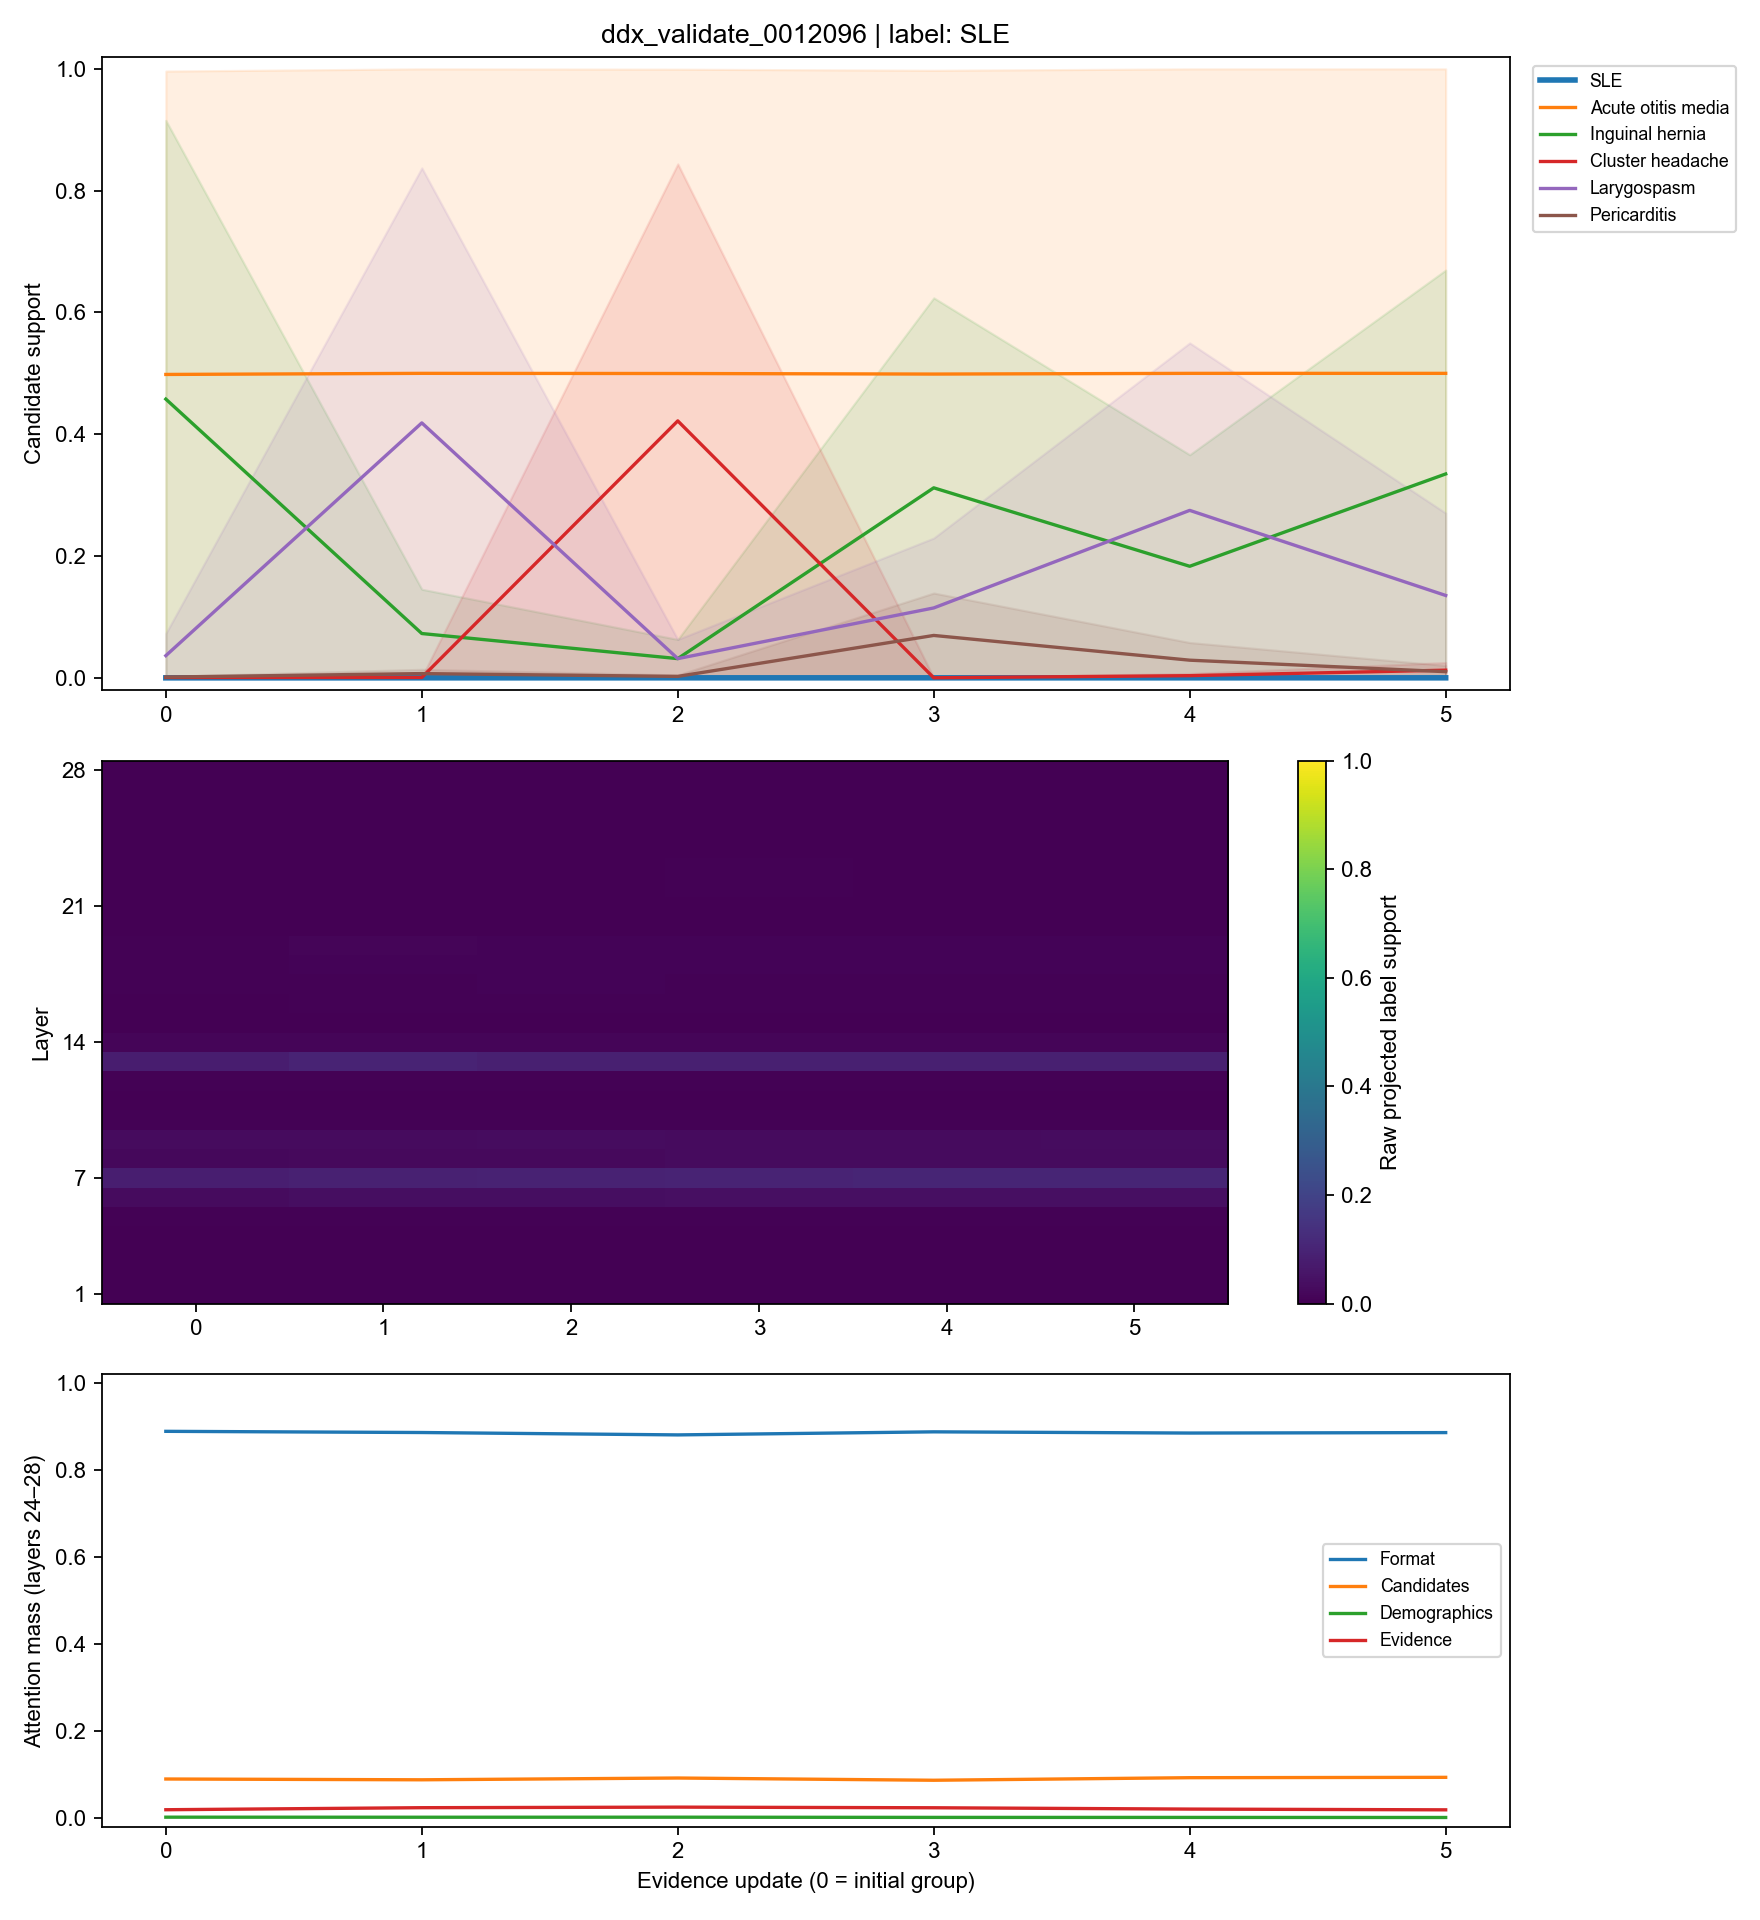 ddx_validate_0012096 | label: SLE
1.0
0.8
0.6
0.4
0.2
0.0
Candidate support
0 1 2 3 4 5
SLE
Acute otitis media
Inguinal hernia
Cluster headache
Larygospasm
Pericarditis
28
21
14
7
1
Layer
0 1 2 3 4 5
1.0
0.8
0.6
0.4
0.2
0.0
Raw projected label support
1.0
0.8
0.6
0.4
0.2
0.0
Attention mass (layers 24–28)
Format
Candidates
Demographics
Evidence
0 1 2 3 4 5
Evidence update (0 = initial group)